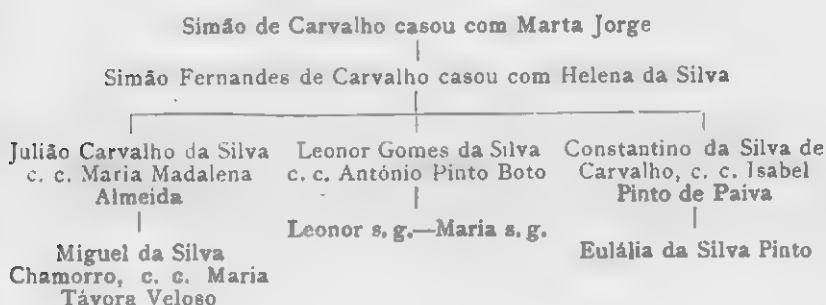 Simão de Carvalho casou com Marta Jorge
Simão Fernandes de Carvalho casou com Helena da Silva
Julião Carvalho da Silva
c. c. Maria Madalena
Almeida
Miguel da Silva
Chamorro, c. c. Maria
Távora Veloso
Leonor Gomes da Silva
c. c. António Pinto Boto
Leonor s. g.—Maria s. g.
Constantino da Silva de
Carvalho, c. c. Isabel
Pinto de Paiva
Eulália da Silva Pinto